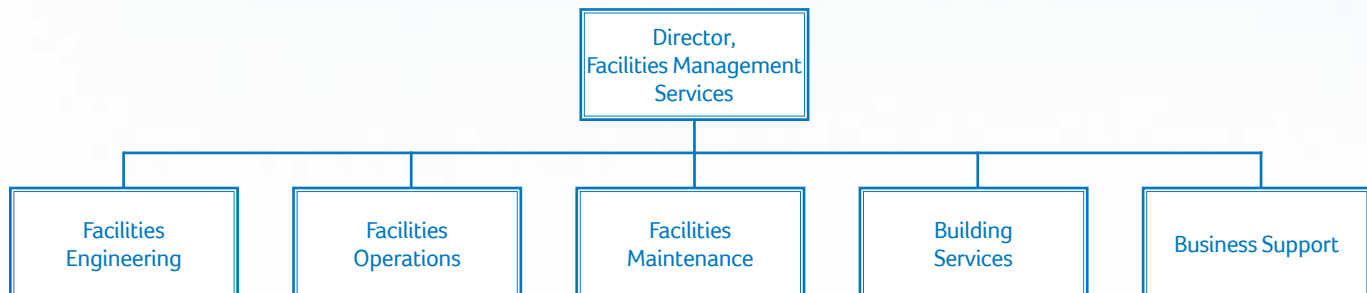 Director,
Facilities Management
Services
Facilities
Engineering
Facilities
Operations
Facilities
Maintenance
Building
Services
Business Support